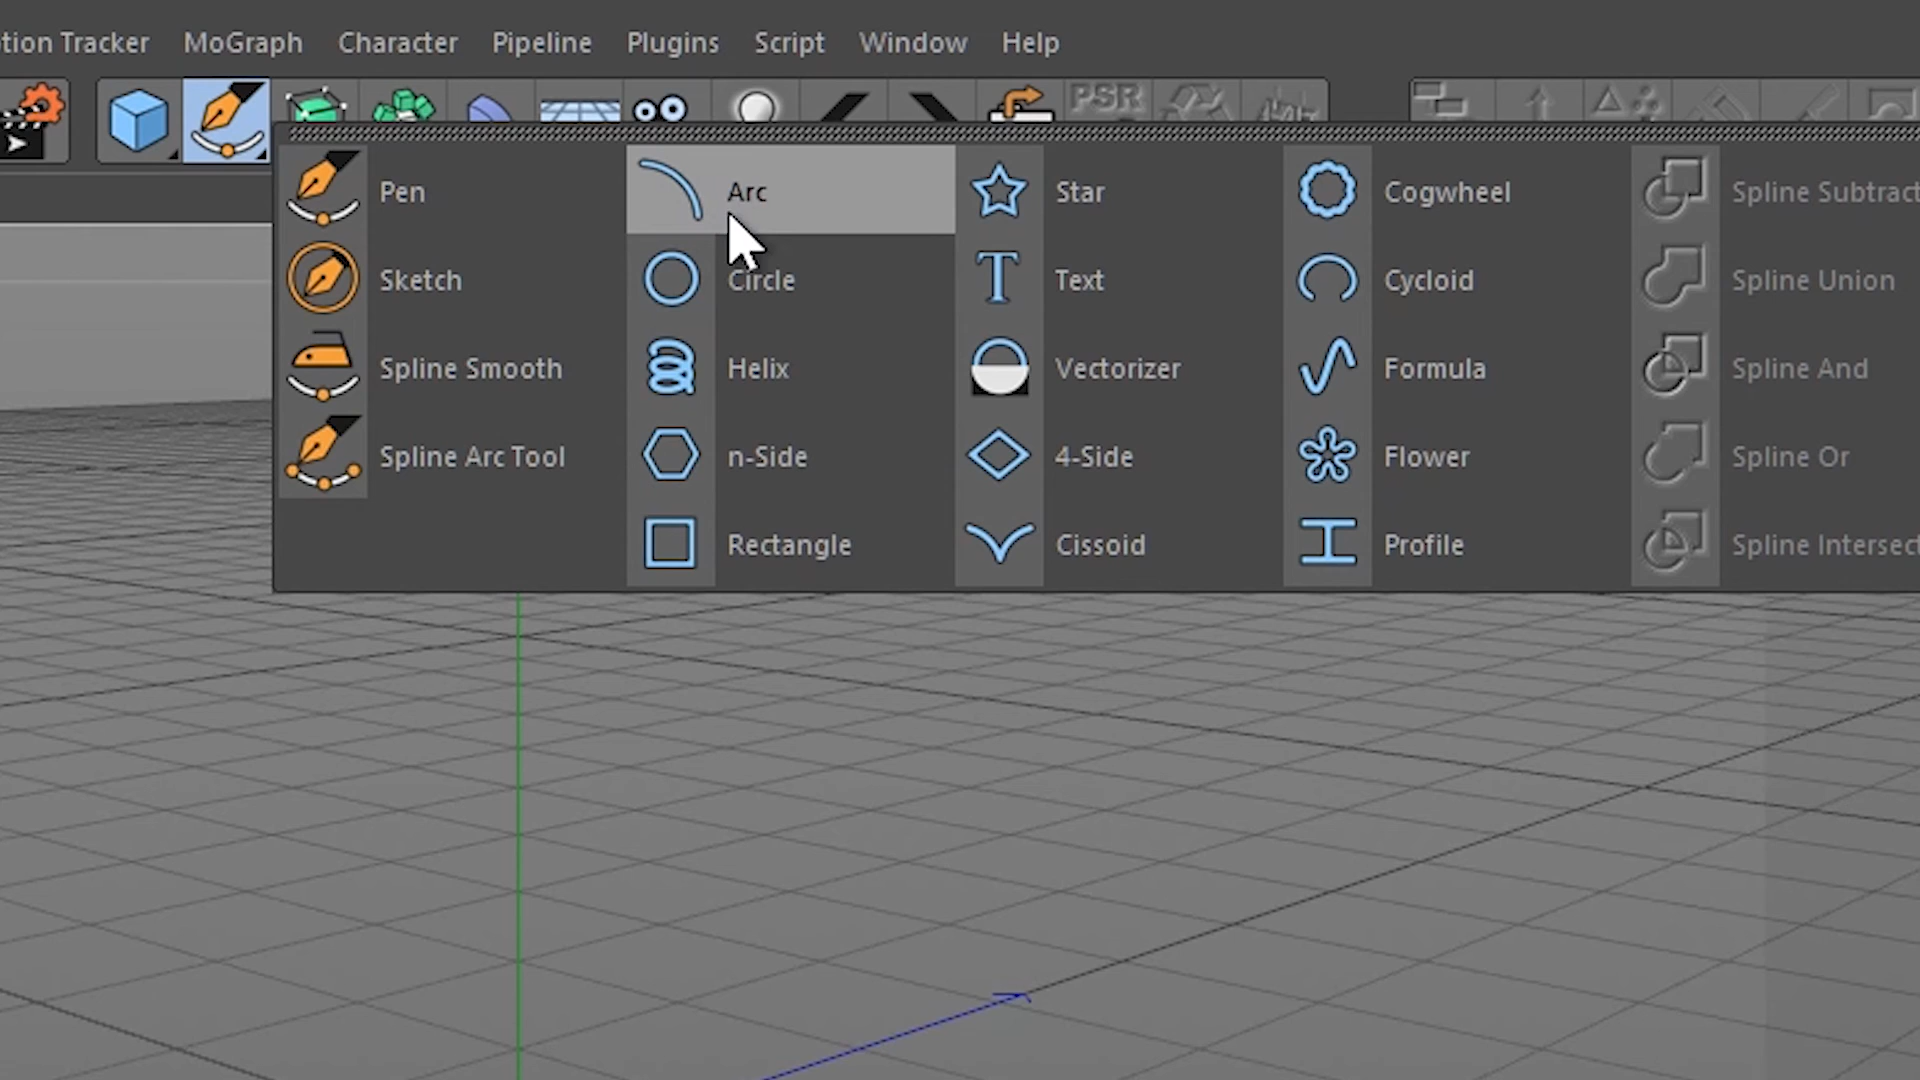 tion Tracker MoGraph Character Pipeline Plugins Script Window Help
PSR
Pen Arc Star Cogwheel Spline Subtract
Sketch Circle Text Cycloid Spline Union
Spline Smooth Helix Vectorizer Formula Spline And
Spline Arc Tool n-Side 4-Side Flower Spline Or
Rectangle Cissoid Profile Spline Intersect